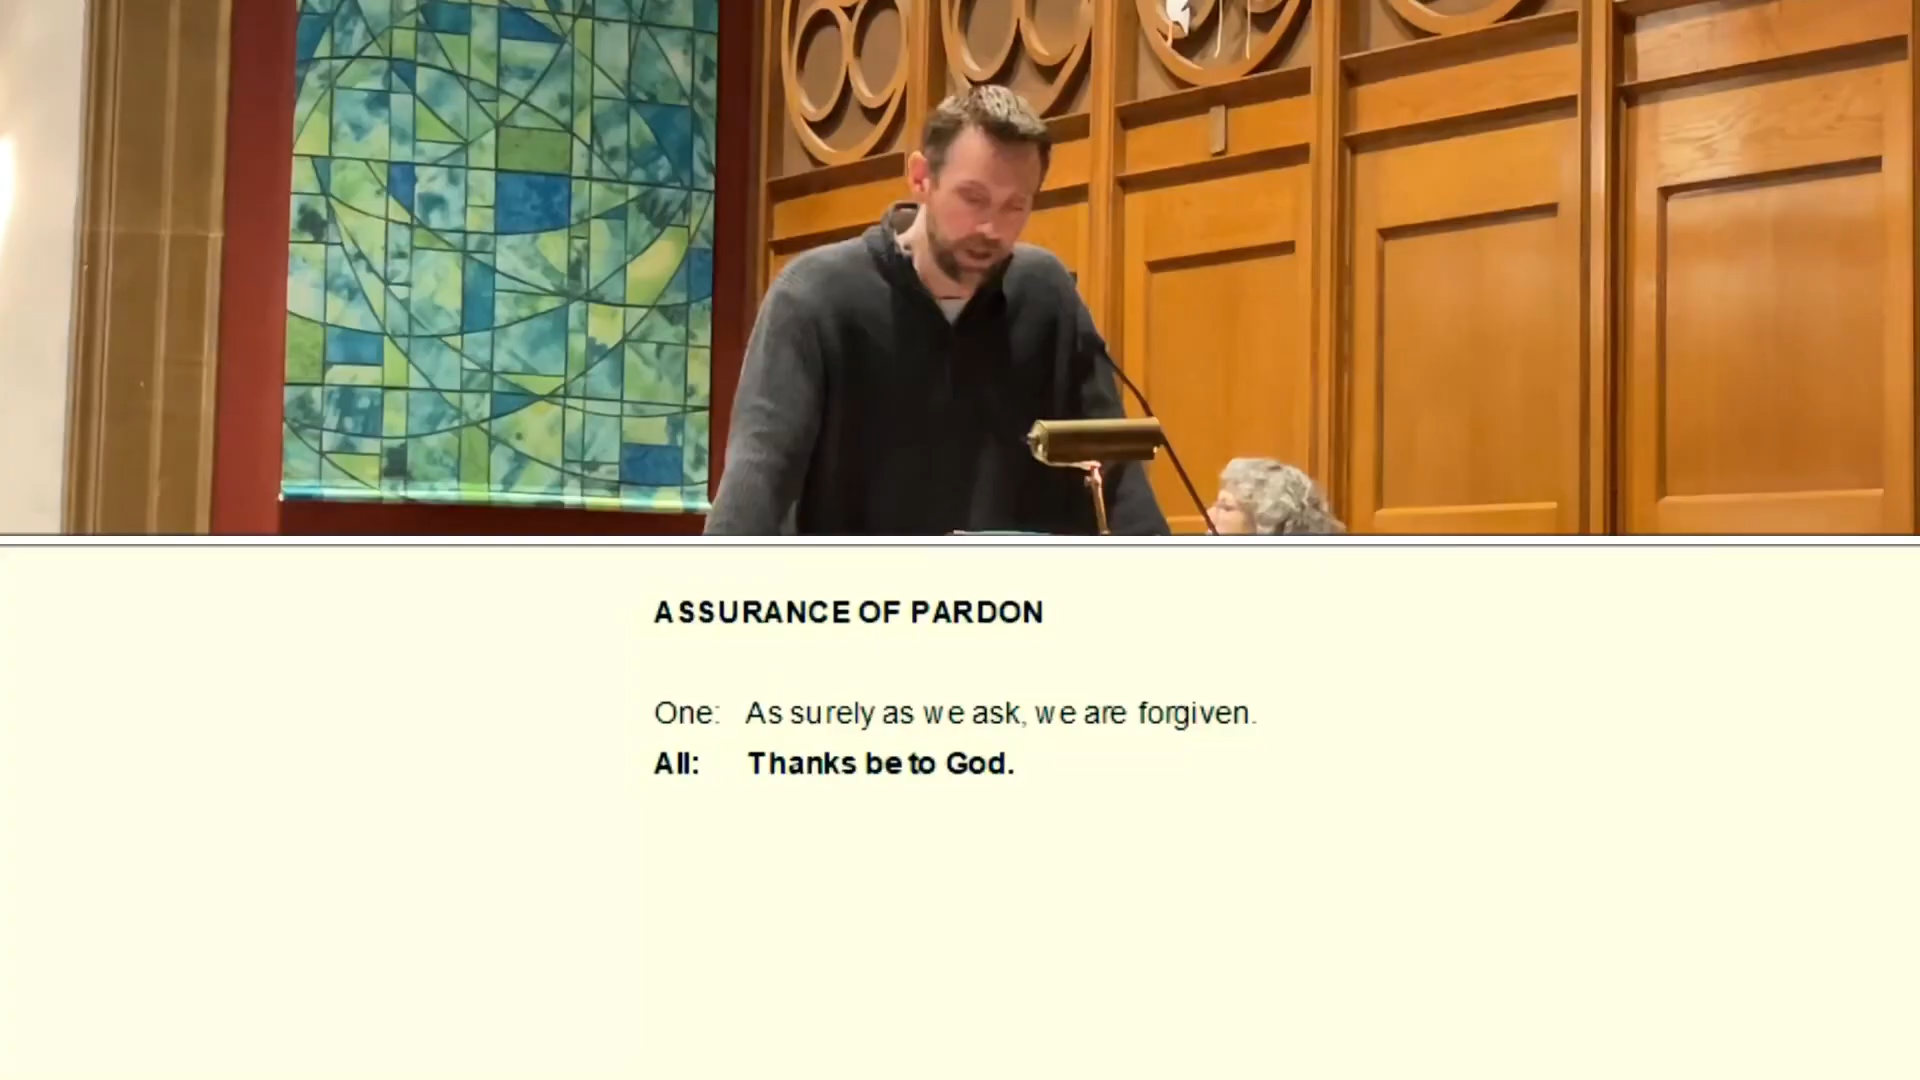 ASSURANCE OF PARDON
One: As surely as we ask, we are forgiven.
All: Thanks be to God.